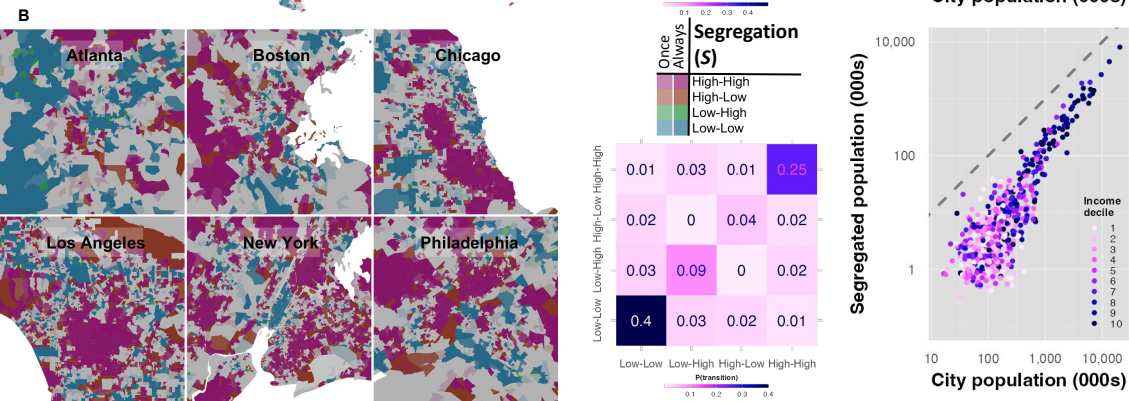 B
Atlanta
Boston
Chicago
Los Angeles
New York
Philadelphia
0.1 0.2 0.3 0.4
Once
Always
Segregation
(S)
High-High
High-Low
Low-High
Low-Low
High-High 0.01 0.03 0.01 0.25
High-Low 0.02 0 0.04 0.02
Low-High 0.03 0.09 0 0.02
Low-Low 0.4 0.03 0.02 0.01
Low-Low Low-High High-Low High-High
P(transition)
0.1 0.2 0.3 0.4
City population (000s)
Segregated population (000s)
10,000
100
1
Income
decile
1
2
3
4
5
6
7
8
9
10
10 100 1,000 10,000
City population (000s)